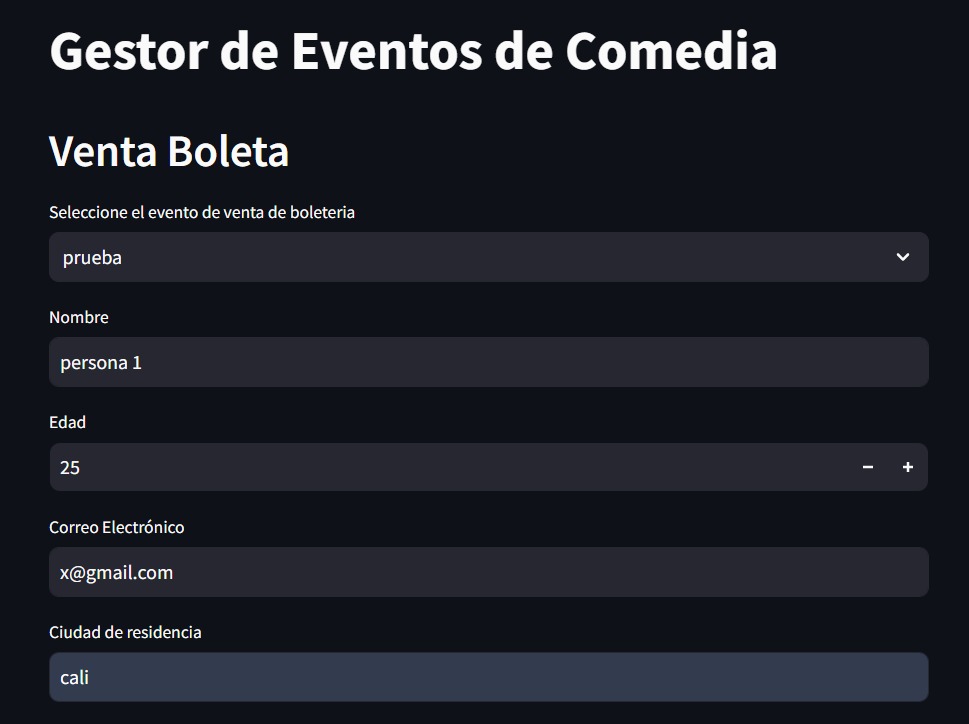 Gestor de Eventos de Comedia
Venta Boleta
Seleccione el evento de venta de boleteria
prueba
Nombre
persona 1
Edad
25
Correo Electrónico
x@gmail.com
Ciudad de residencia
cali